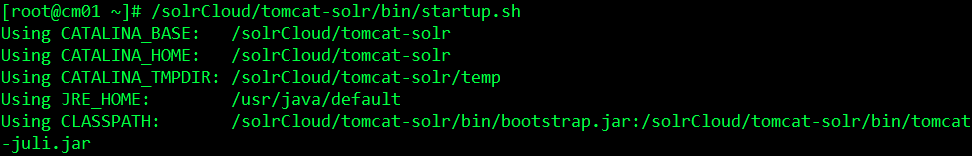 [root@cm01 ~]# /solrCloud/tomcat-solr/bin/startup.sh
Using CATALINA_BASE:   /solrCloud/tomcat-solr
Using CATALINA_HOME:   /solrCloud/tomcat-solr
Using CATALINA_TMPDIR: /solrCloud/tomcat-solr/temp
Using JRE_HOME:        /usr/java/default
Using CLASSPATH:       /solrCloud/tomcat-solr/bin/bootstrap.jar:/solrCloud/tomcat-solr/bin/tomcat
-juli.jar